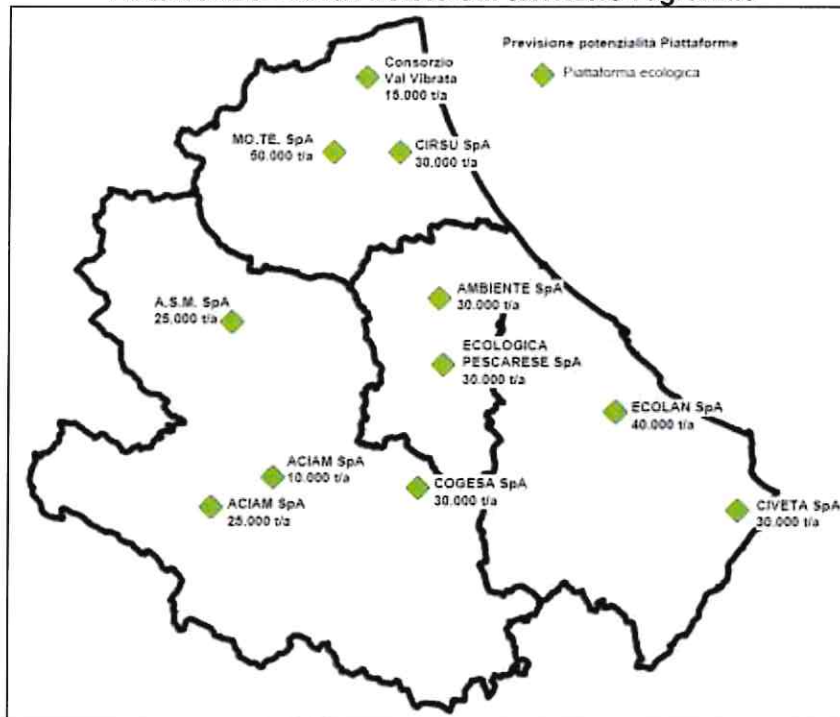 Previsione potenzialità Piattaforme
Piattaforma ecologica
Consorzio
Val Vibrata
15.000 t/a
MO.TE. SpA
50.000 t/a
CIRSU SpA
30.000 t/a
AMBIENTE SpA
30.000 t/a
A.S.M. SpA
25.000 t/a
ECOLOGICA
PESCARESE SpA
30.000 t/a
ECOLAN SpA
40.000 t/a
ACIAM SpA
10.000 t/a
COGESA SpA
30.000 t/a
ACIAM SpA
25.000 t/a
CIVETA SpA
30.000 t/a